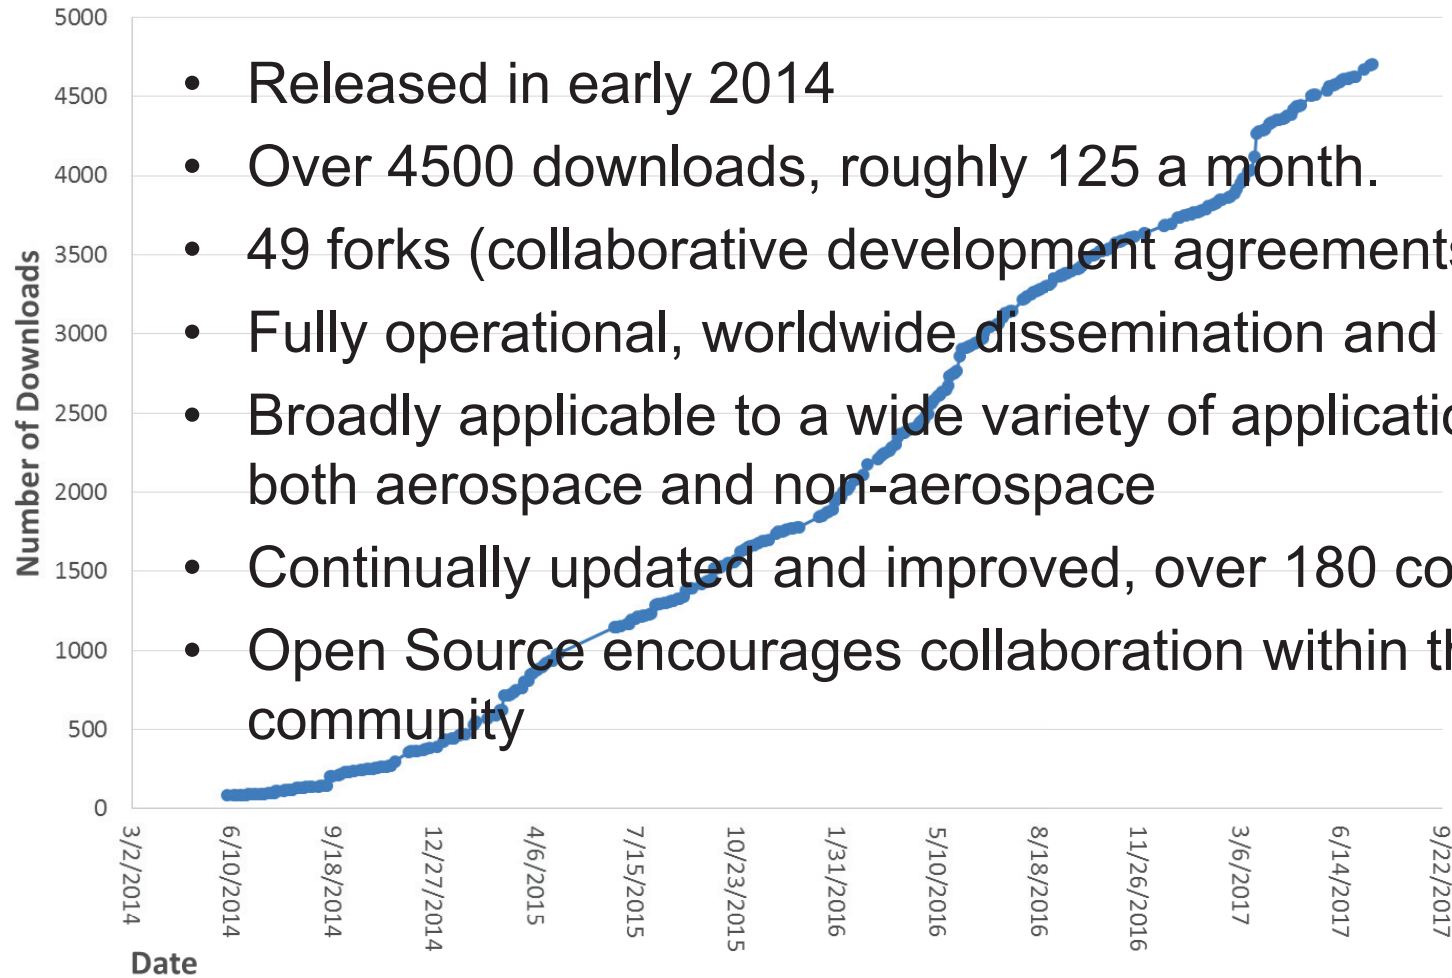 5000
4500
4000
3500
3000
2500
2000
1500
1000
500
0
Number of Downloads
• Released in early 2014
• Over 4500 downloads, roughly 125 a month.
• 49 forks (collaborative development agreements
• Fully operational, worldwide dissemination and
• Broadly applicable to a wide variety of
both aerospace and non-aerospace
• Continually updated and improved, over 180
• Open Source encourages collaboration within
community
3/2/2014
6/10/2014
9/18/2014
12/27/2014
4/6/2015
7/15/2015
10/23/2015
1/31/2016
5/10/2016
8/18/2016
11/26/2016
3/6/2017
6/14/2017
9/22/2017
Date